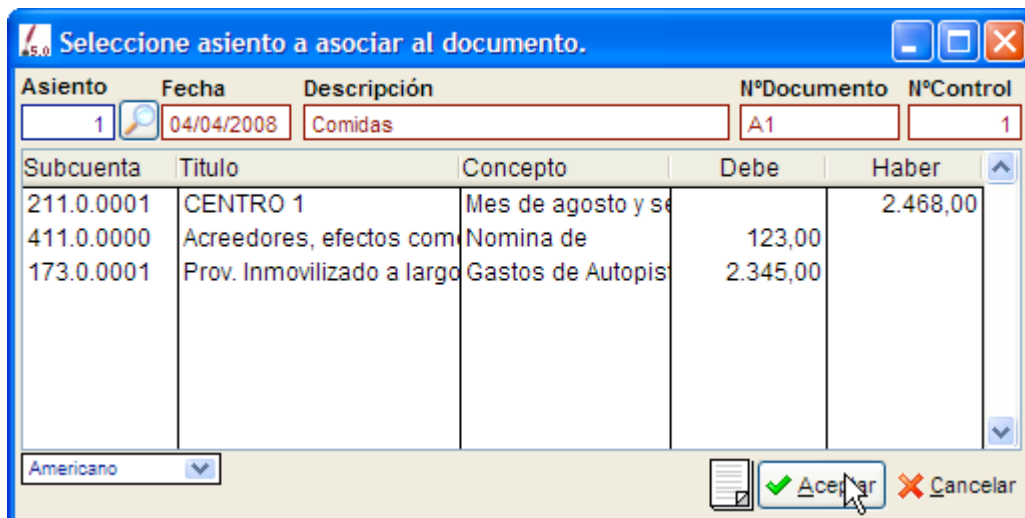 5.0 Seleccione asiento a asociar al documento.
Asiento Fecha Descripción NºDocumento NºControl
1 04/04/2008 Comidas A1 1
Subcuenta Titulo Concepto Debe Haber
211.0.0001 CENTRO 1 Mes de agosto y se 2.468,00
411.0.0000 Acreedores, efectos com Nomina de 123,00
173.0.0001 Prov. Inmovilizado a largo Gastos de Autopist 2.345,00
Americano
Aceptar Cancelar